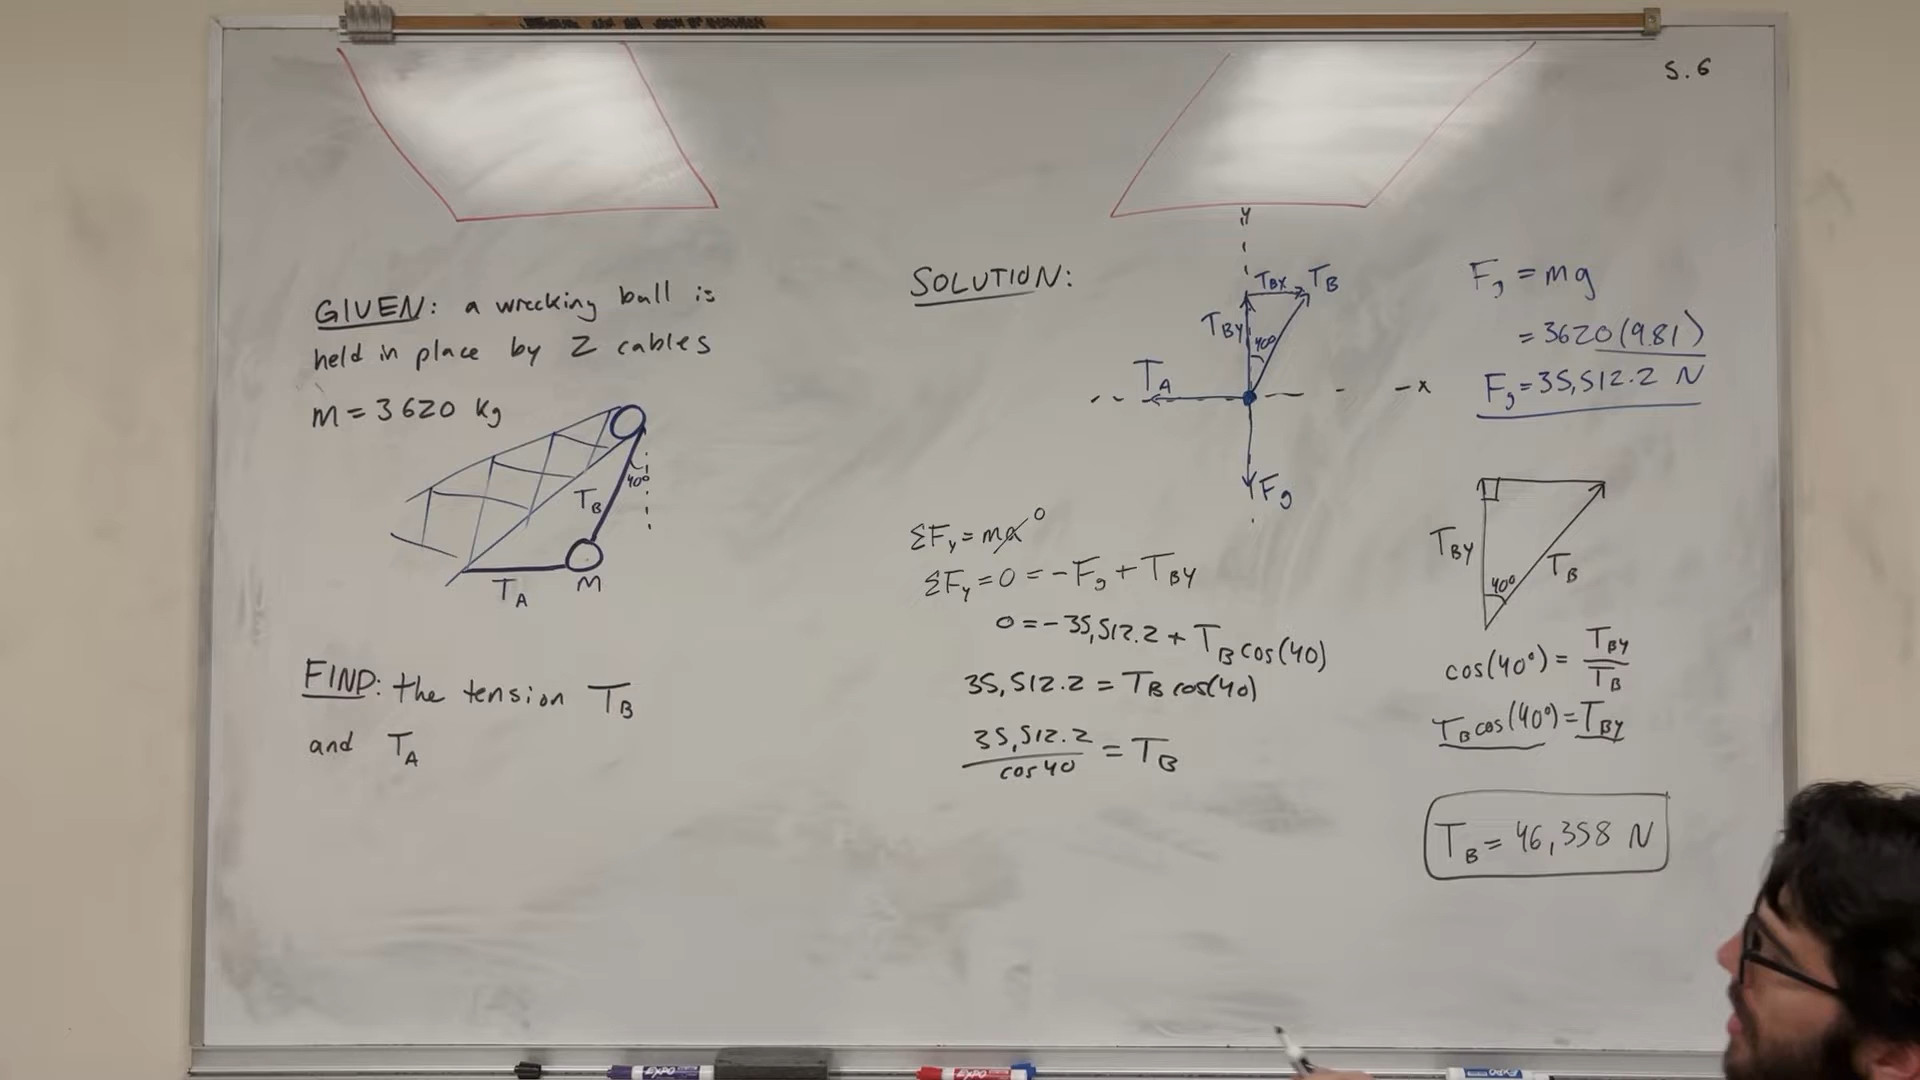 5.6
GIVEN: a wrecking ball is
held in place by 2 cables
m = 3620 kg
40°
T_B
T_A
M
FIND: the tension T_B
and T_A
SOLUTION:
Y
T_Bx
T_B
T_By
40°
T_A
-x
F_g
ΣF_y = ma 0
ΣF_y = 0 = -F_g + T_By
0 = -35,512.2 + T_B cos(40)
35,512.2 = T_B cos(40)
35,512.2 / cos 40 = T_B
F_g = mg
= 3620(9.81)
F_g = 35,512.2 N
T_By
40°
T_B
cos(40°) = T_By / T_B
T_B cos(40°) = T_By
T_B = 46,358 N
EXPO
EXPO
EXPO